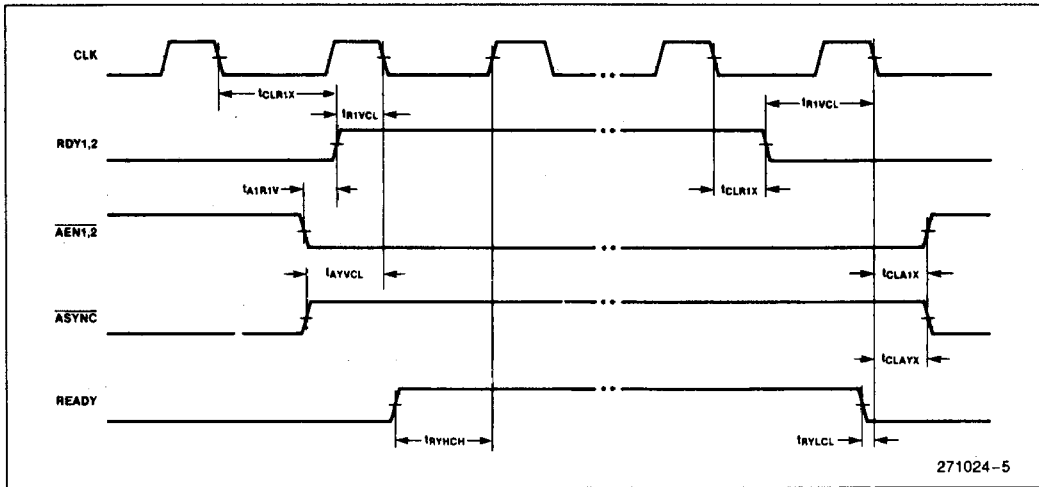 CLK
tCLR1X
tR1VCL
tR1VCL
RDY1,2
tA1R1V
tCLR1X
AEN1,2
tAYVCL
tCLA1X
ASYNC
tCLAYX
READY
tRYHCH
tRYLCL
271024-5